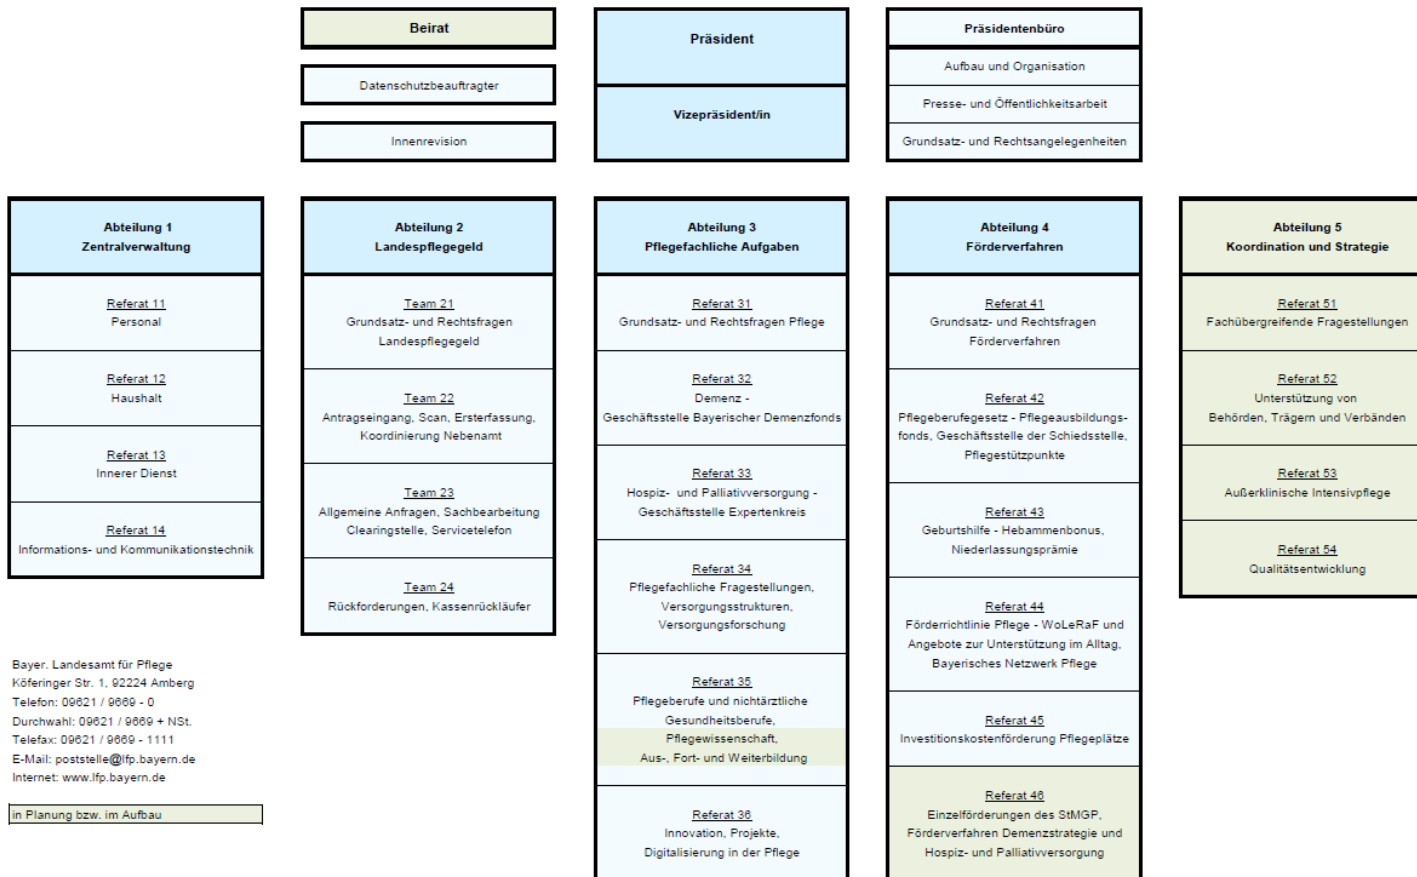 Beirat
Datenschutzbeauftragter
Innenrevision
Präsident
Vizepräsident/in
Präsidentenbüro
Aufbau und Organisation
Presse- und Öffentlichkeitsarbeit
Grundsatz- und Rechtsangelegenheiten
Abteilung 1
Zentralverwaltung
Referat 11
Personal
Referat 12
Haushalt
Referat 13
Innerer Dienst
Referat 14
Informations- und Kommunikationstechnik
Abteilung 2
Landespflegegeld
Team 21
Grundsatz- und Rechtsfragen
Landespflegegeld
Team 22
Antragseingang, Scan, Ersterfassung,
Koordinierung Nebenamt
Team 23
Allgemeine Anfragen, Sachbearbeitung
Clearingstelle, Servicetelefon
Team 24
Rückforderungen, Kassenrückläufer
Abteilung 3
Pflegefachliche Aufgaben
Referat 31
Grundsatz- und Rechtsfragen Pflege
Referat 32
Demenz -
Geschäftsstelle Bayerischer Demenzfonds
Referat 33
Hospiz- und Palliativversorgung -
Geschäftsstelle Expertenkreis
Referat 34
Pflegefachliche Fragestellungen,
Versorgungsstrukturen,
Versorgungsforschung
Referat 35
Pflegeberufe und nichtärztliche
Gesundheitsberufe,
Pflegewissenschaft,
Aus-, Fort- und Weiterbildung
Referat 36
Innovation, Projekte,
Digitalisierung in der Pflege
Abteilung 4
Förderverfahren
Referat 41
Grundsatz- und Rechtsfragen
Förderverfahren
Referat 42
Pflegeberufegesetz - Pflegeausbildungs-
fonds, Geschäftsstelle der Schiedsstelle,
Pflegestützpunkte
Referat 43
Geburtshilfe - Hebammenbonus,
Niederlassungsprämie
Referat 44
Förderrichtlinie Pflege - WoLeRaF und
Angebote zur Unterstützung im Alltag,
Bayerisches Netzwerk Pflege
Referat 45
Investitionskostenförderung Pflegeplätze
Referat 46
Einzelförderungen des StMGP,
Förderverfahren Demenzstrategie und
Hospiz- und Palliativversorgung
Abteilung 5
Koordination und Strategie
Referat 51
Fachübergreifende Fragestellungen
Referat 52
Unterstützung von
Behörden, Trägern und Verbänden
Referat 53
Außerklinische Intensivpflege
Referat 54
Qualitätsentwicklung
Bayer. Landesamt für Pflege
Köferinger Str. 1, 92224 Amberg
Telefon: 09621 / 9669 - 0
Durchwahl: 09621 / 9669 + NSt.
Telefax: 09621 / 9669 - 1111
E-Mail: poststelle@lfp.bayern.de
Internet: www.lfp.bayern.de
in Planung bzw. im Aufbau